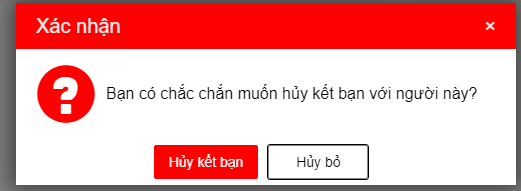 Xác nhận ×
Bạn có chắc chắn muốn hủy kết bạn với người này?
Hủy kết bạn Hủy bỏ